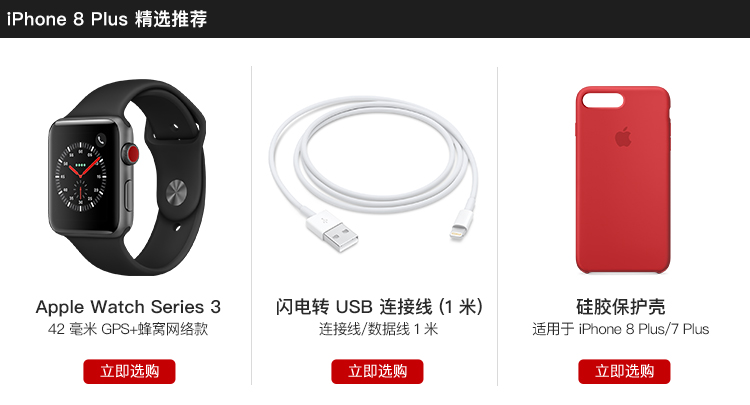 iPhone 8 Plus 精选推荐
Apple Watch Series 3
42 毫米 GPS+蜂窝网络款
立即选购
闪电转 USB 连接线 (1 米)
连接线/数据线 1 米
立即选购
硅胶保护壳
适用于 iPhone 8 Plus/7 Plus
立即选购